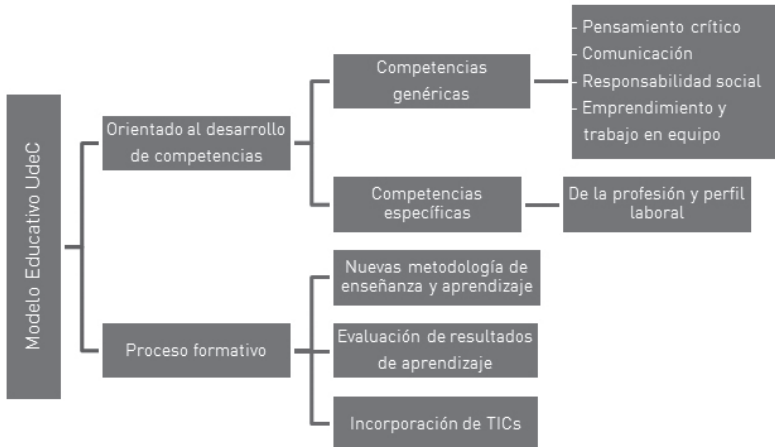 Modelo Educativo UdeC
Orientado al desarrollo
de competencias
Competencias
genéricas
- Pensamiento crítico
- Comunicación
- Responsabilidad social
- Emprendimiento y
trabajo en equipo
Competencias
específicas
De la profesión y perfil
laboral
Proceso formativo
Nuevas metodología de
enseñanza y aprendizaje
Evaluación de resultados
de aprendizaje
Incorporación de TICs